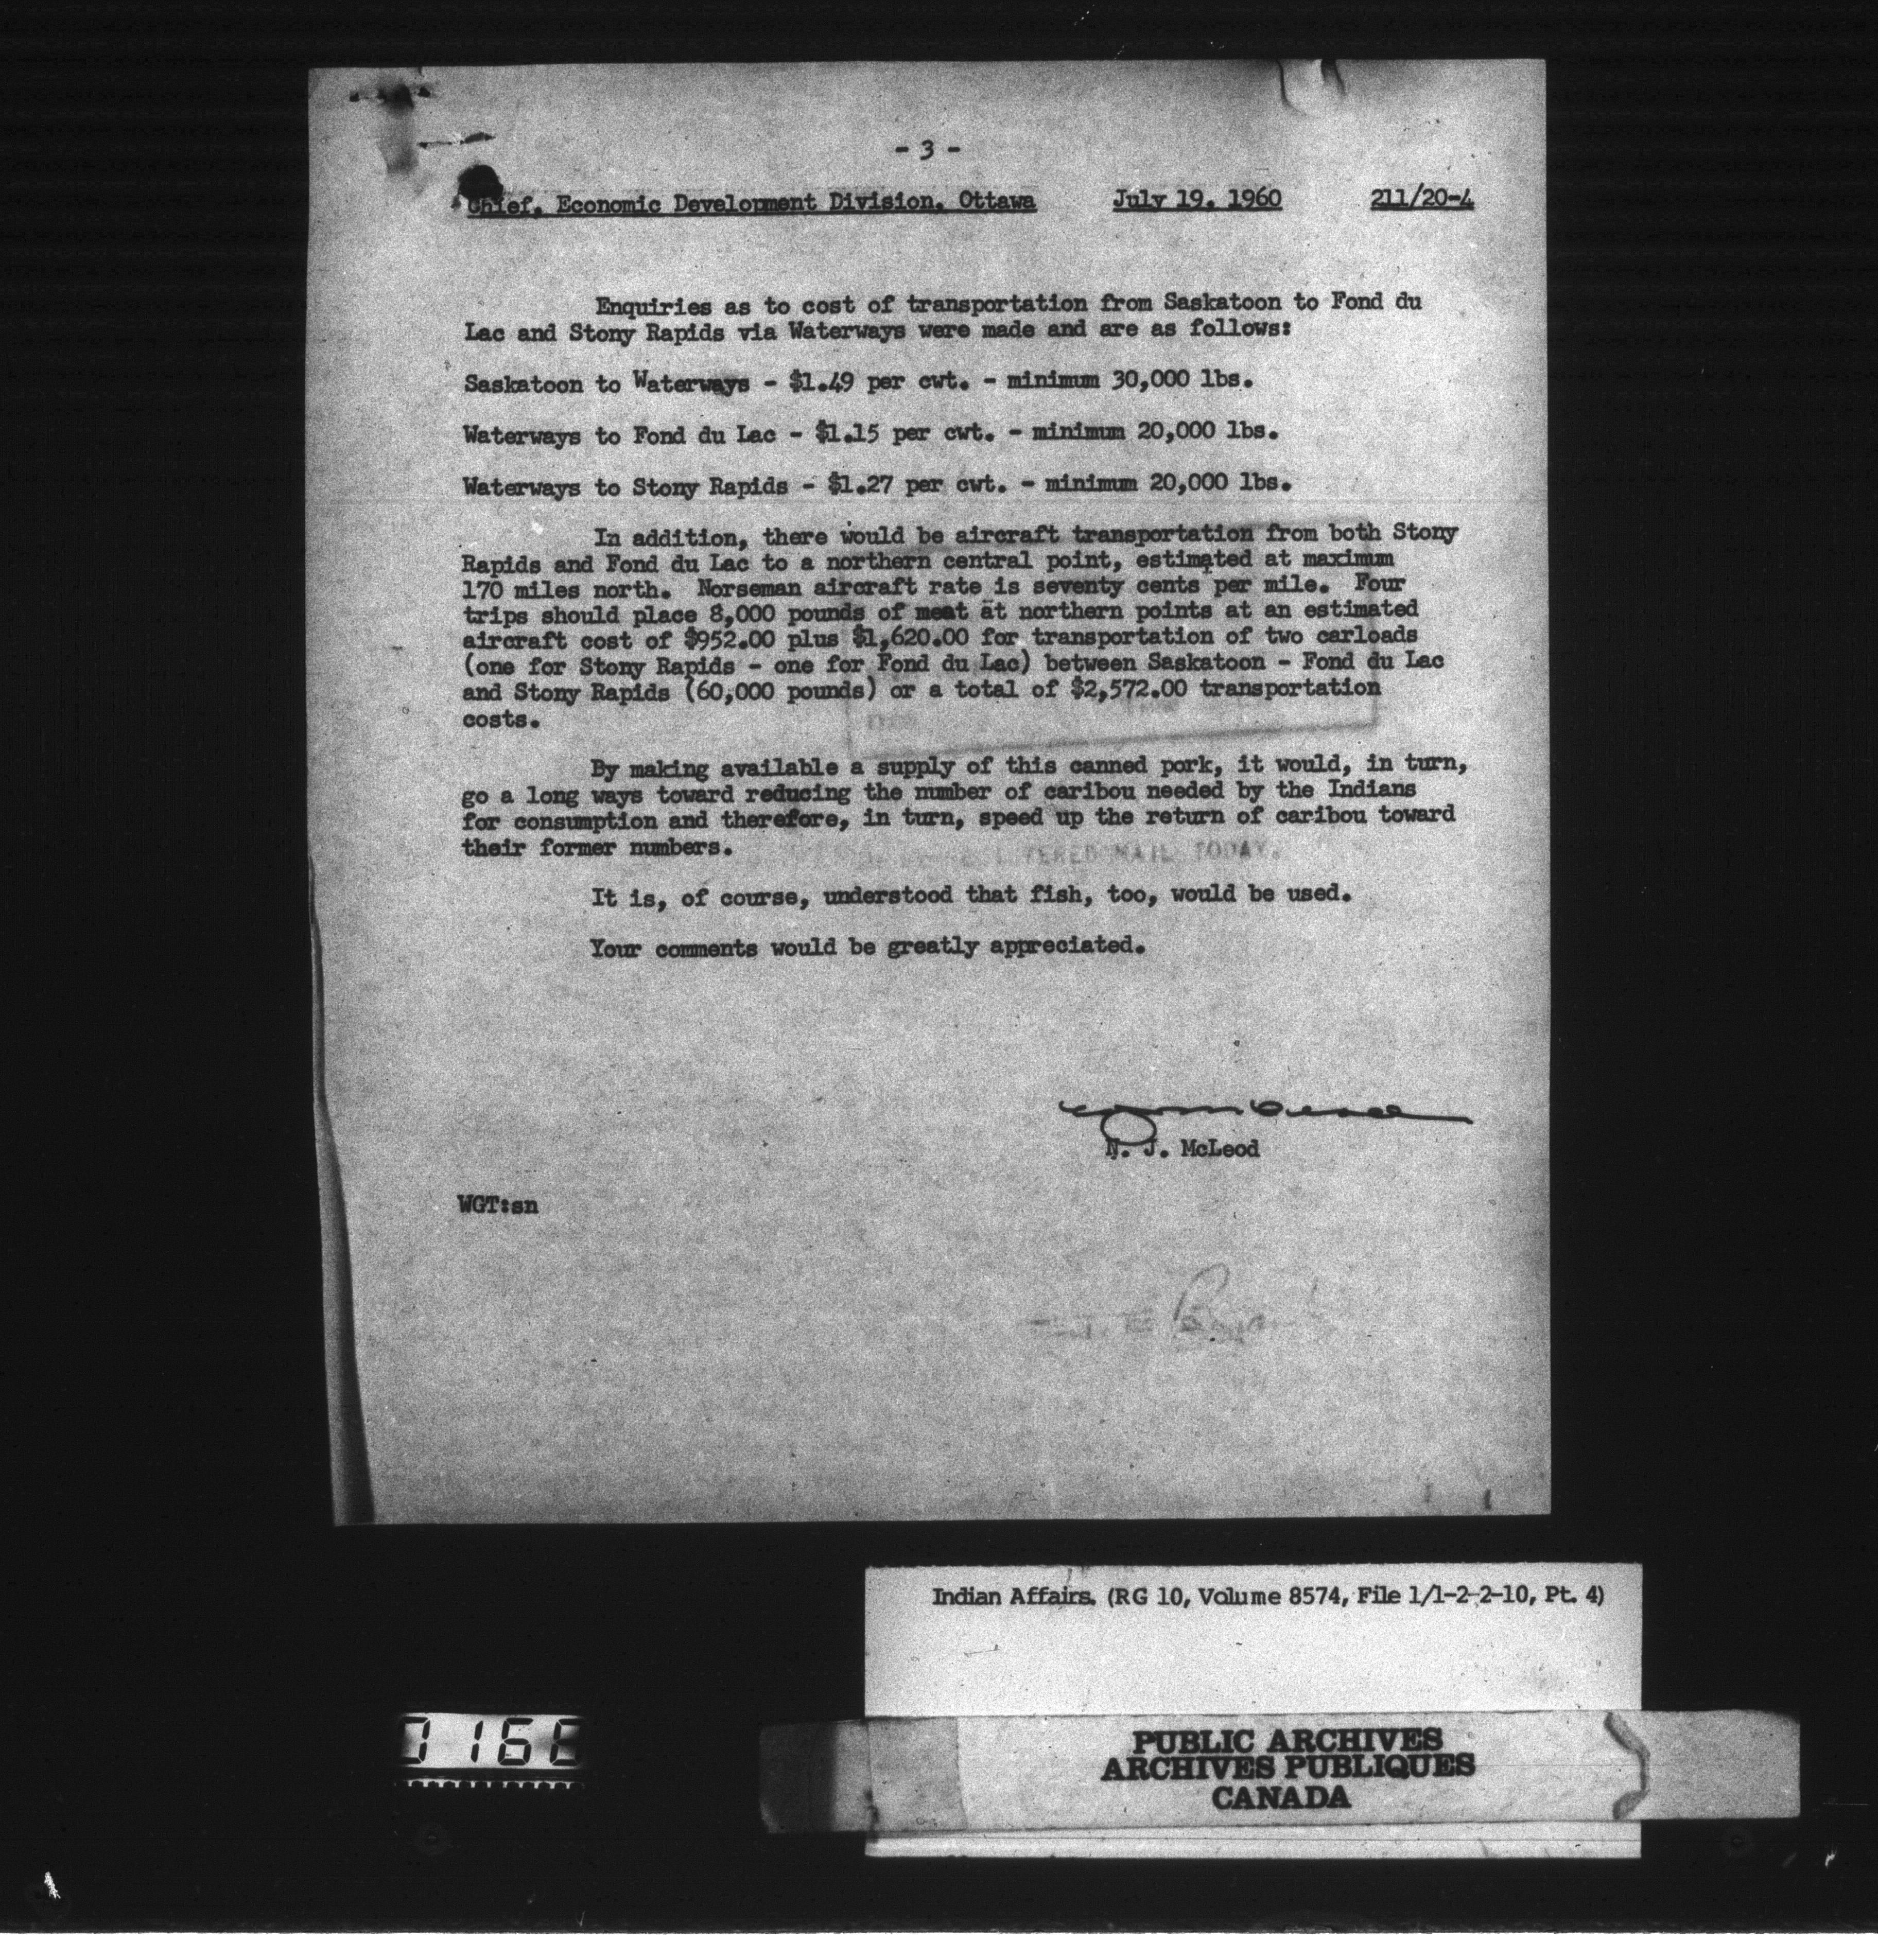 - 3 -
Chief, Economic Development Division, Ottawa July 19, 1960 211/20-4
Enquiries as to cost of transportation from Saskatoon to Fond du
Lac and Stony Rapids via Waterways were made and are as follows:
Saskatoon to Waterways - $1.49 per cwt. - minimum 30,000 lbs.
Waterways to Fond du Lac - $1.15 per cwt. - minimum 20,000 lbs.
Waterways to Stony Rapids - $1.27 per cwt. - minimum 20,000 lbs.
In addition, there would be aircraft transportation from both Stony
Rapids and Fond du Lac to a northern central point, estimated at maximum
170 miles north. Norseman aircraft rate is seventy cents per mile. Four
trips should place 8,000 pounds of meat at northern points at an estimated
aircraft cost of $952.00 plus $1,620.00 for transportation of two carloads
(one for Stony Rapids - one for Fond du Lac) between Saskatoon - Fond du Lac
and Stony Rapids (60,000 pounds) or a total of $2,572.00 transportation
costs.
By making available a supply of this canned pork, it would, in turn,
go a long ways toward reducing the number of caribou needed by the Indians
for consumption and therefore, in turn, speed up the return of caribou toward
their former numbers.
MAIL TODAY.
It is, of course, understood that fish, too, would be used.
Your comments would be greatly appreciated.
N. J. McLeod
WGT:sn
Indian Affairs. (RG 10, Volume 8574, File 1/1-2-2-10, Pt. 4)
PUBLIC ARCHIVES
ARCHIVES PUBLIQUES
CANADA